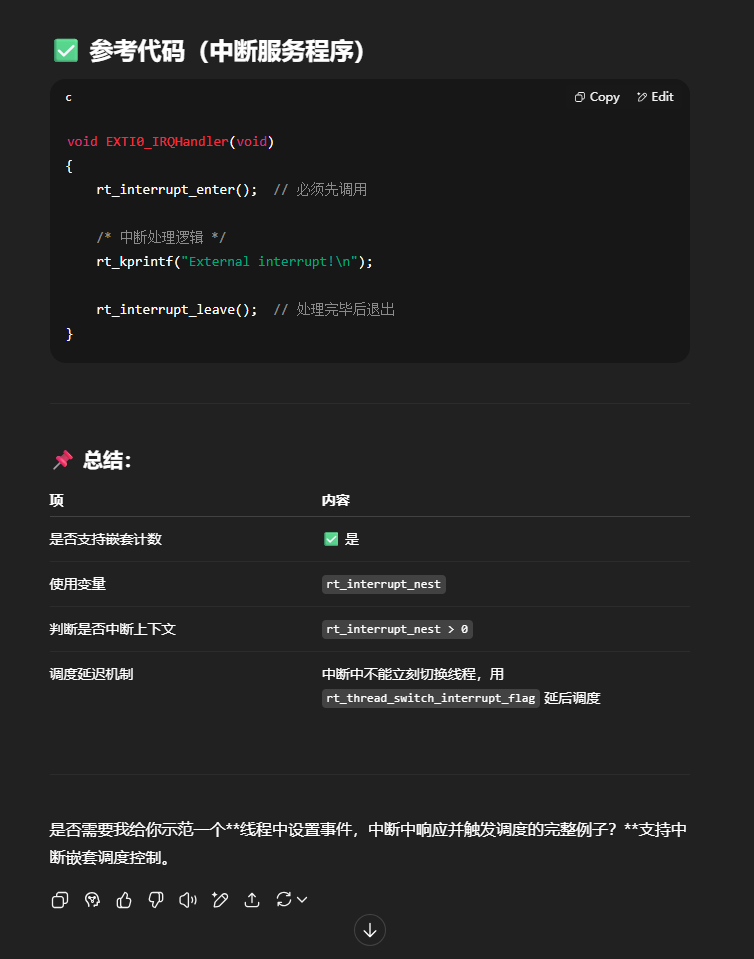 ✅ 参考代码（中断服务程序）
c
Copy
Edit
void EXTI0_IRQHandler(void)
{
    rt_interrupt_enter();  // 必须先调用
    /* 中断处理逻辑 */
    rt_kprintf("External interrupt!\n");
    rt_interrupt_leave();  // 处理完毕后退出
}
📌 总结：
项 内容
是否支持嵌套计数 ✅ 是
使用变量 rt_interrupt_nest
判断是否中断上下文 rt_interrupt_nest > 0
调度延迟机制 中断中不能立刻切换线程，用
rt_thread_switch_interrupt_flag 延后调度
是否需要我给你示范一个**线程中设置事件，中断中响应并触发调度的完整例子？**支持中
断嵌套调度控制。